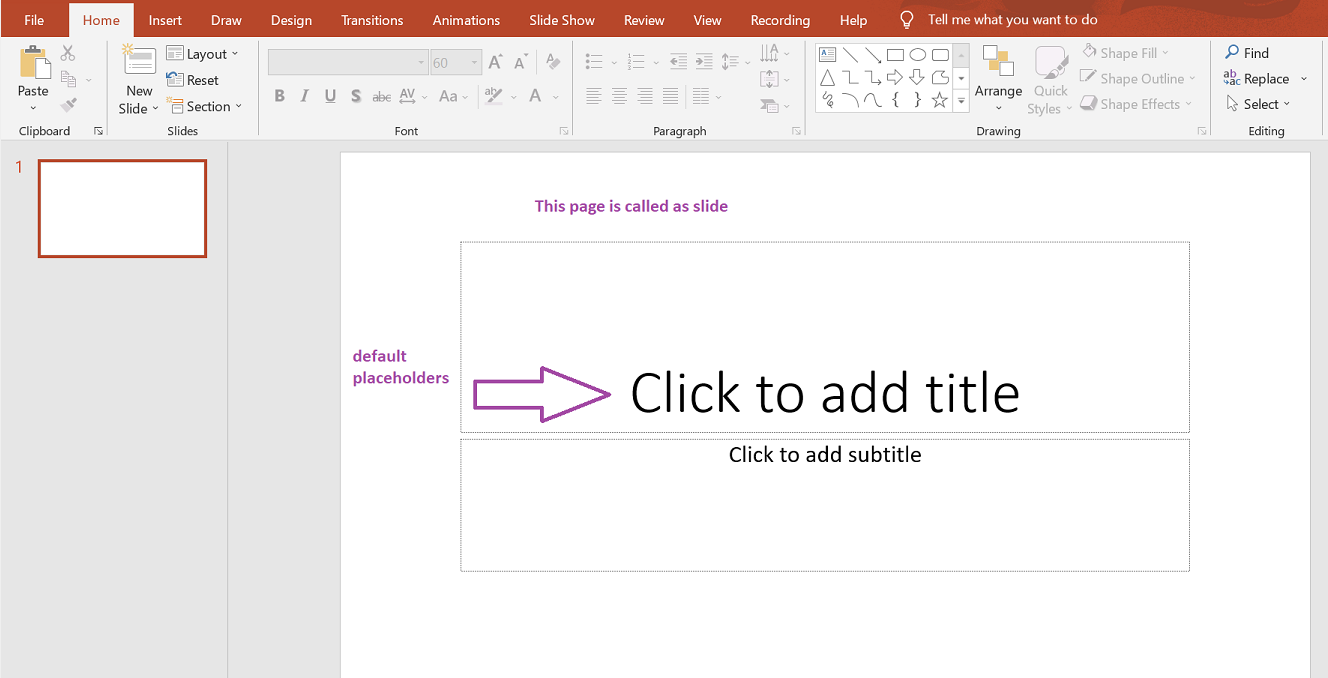 File Home Insert Draw Design Transitions Animations Slide Show Review View Recording Help Tell me what you want to do
Paste
Clipboard
New
Slide
Layout
Reset
Section
Slides
60
A A A
B I U S abc AV Aa ab A
Font
Paragraph
A
Arrange
Quick
Styles
Shape Fill
Shape Outline
Shape Effects
Drawing
Find
Replace
Select
Editing
1
This page is called as slide
default
placeholders
Click to add title
Click to add subtitle